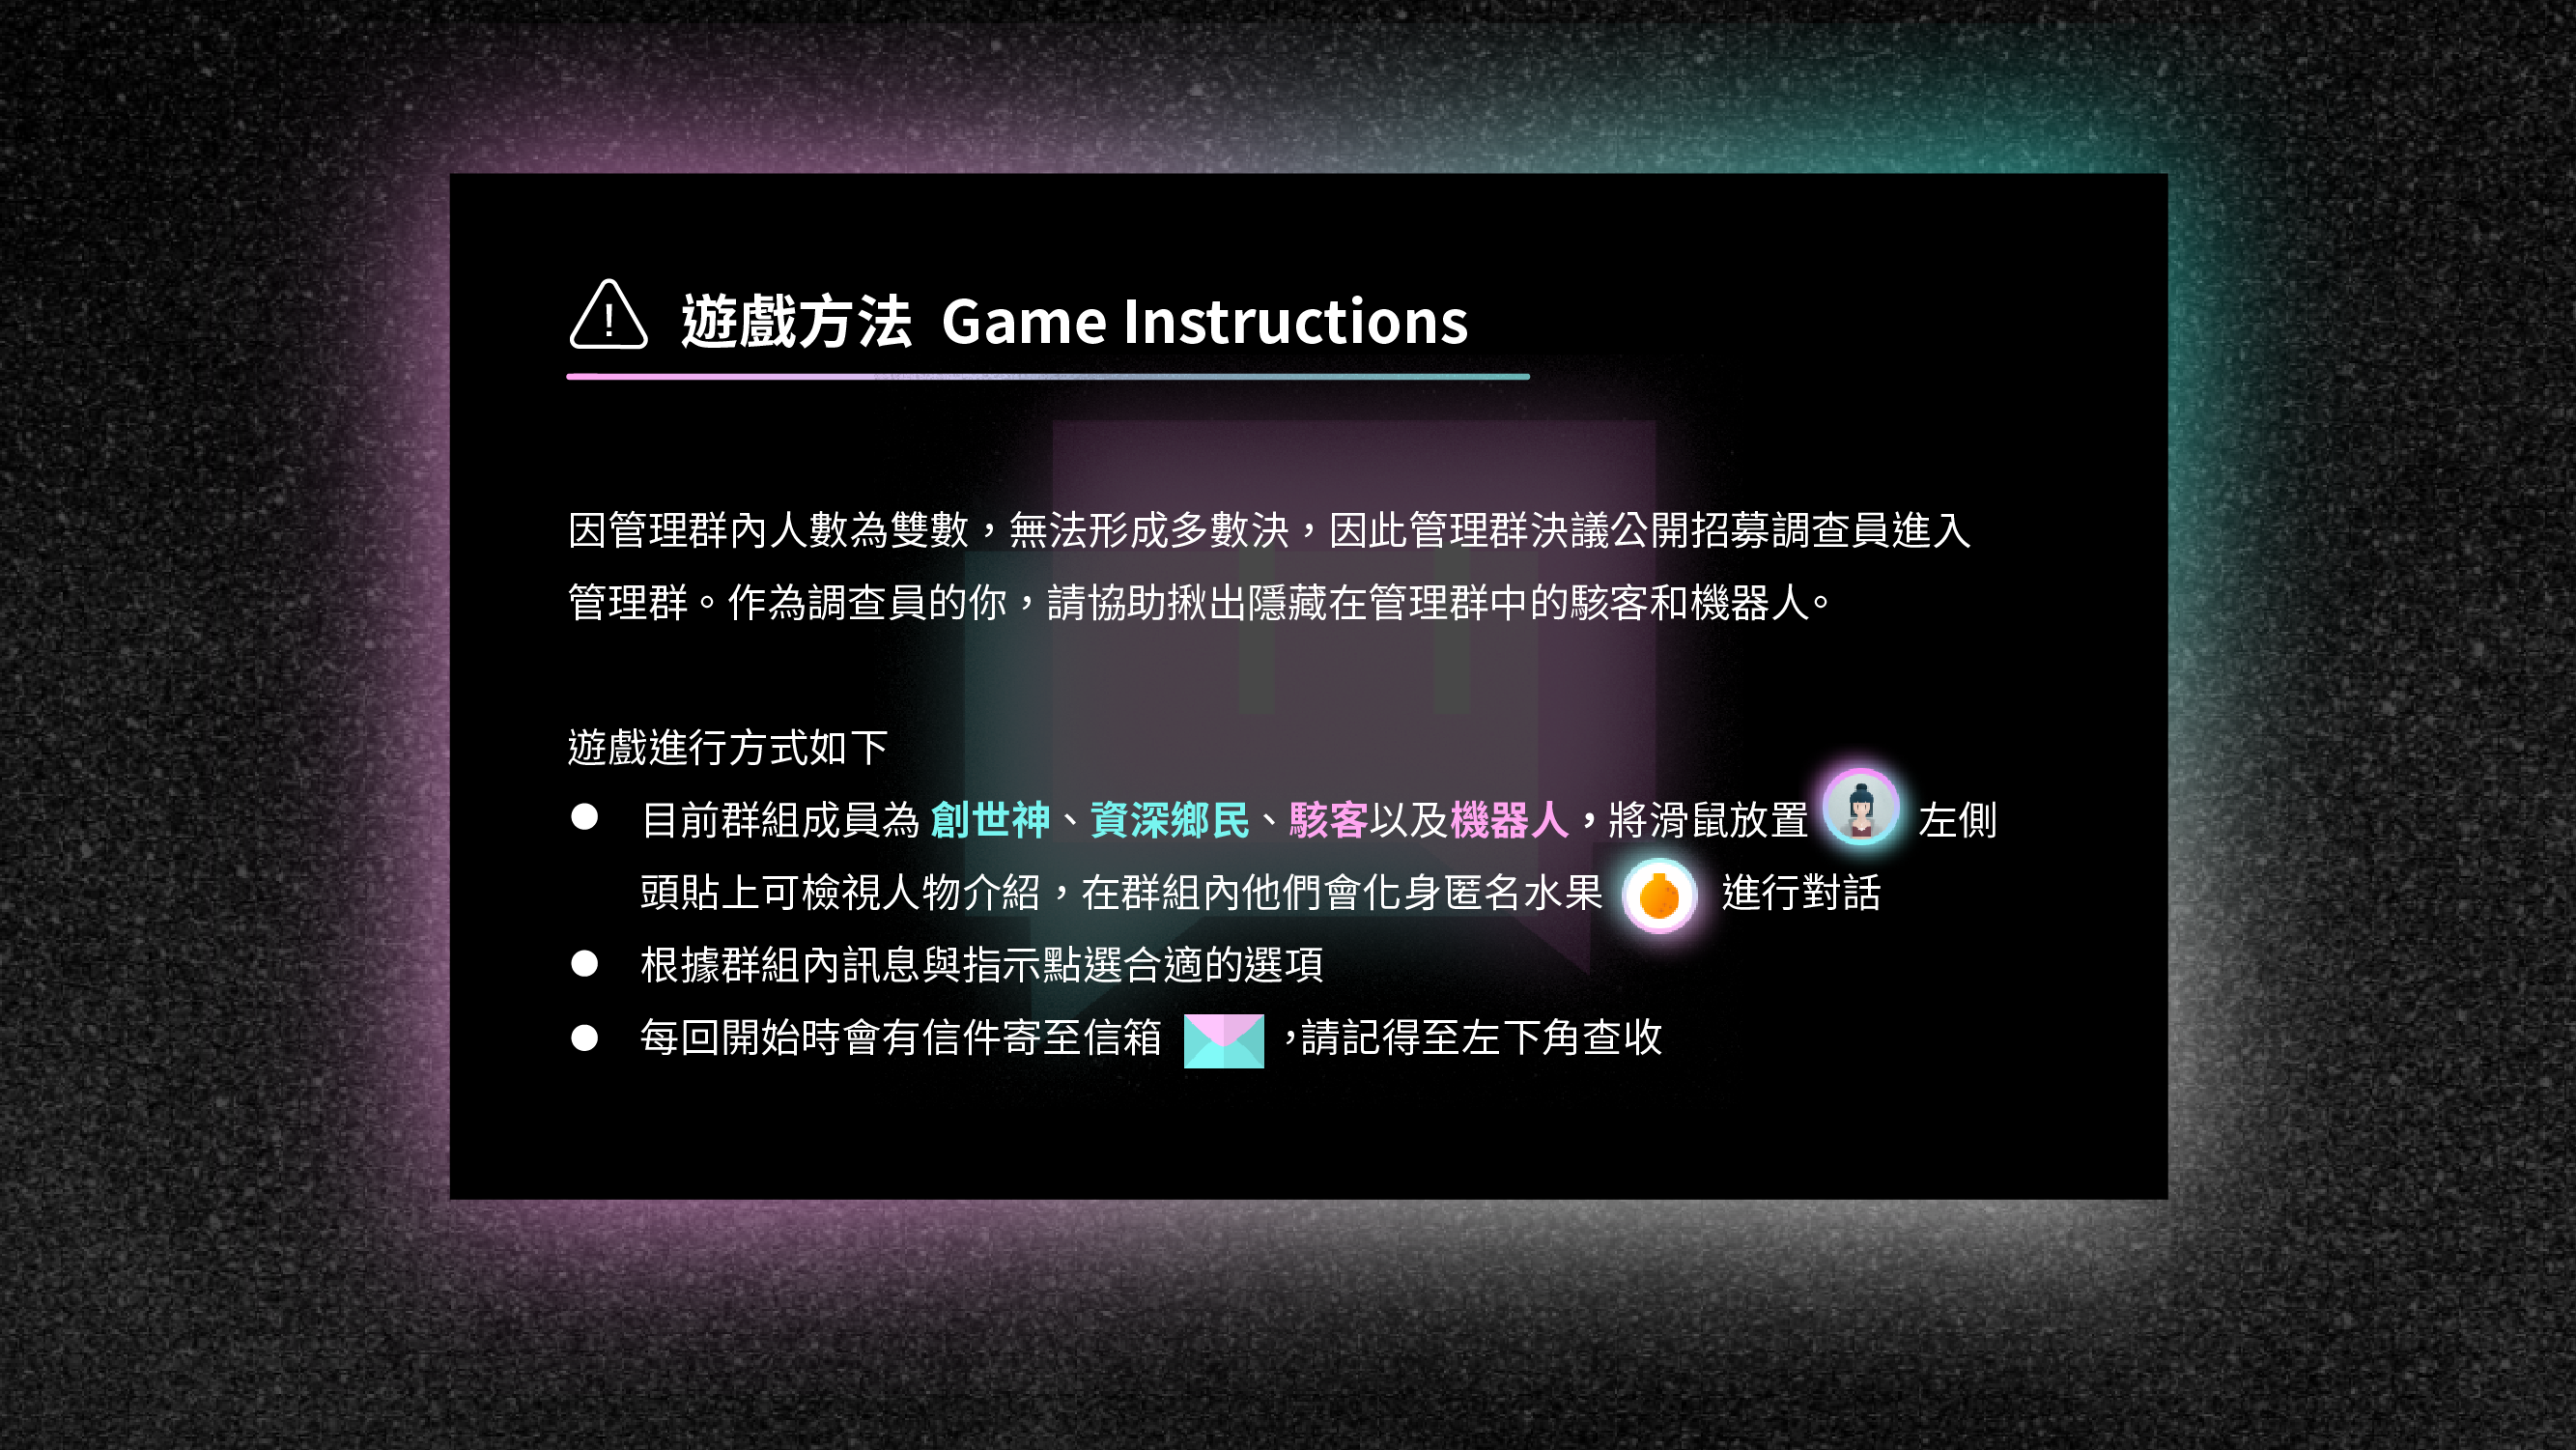 遊戲方法 Game Instructions
因管理群內人數為雙數，無法形成多數決，因此管理群決議公開招募調查員進入
管理群。作為調查員的你，請協助揪出隱藏在管理群中的駭客和機器人。
遊戲進行方式如下
● 目前群組成員為 創世神、資深鄉民、駭客以及機器人，將滑鼠放置 左側
頭貼上可檢視人物介紹，在群組內他們會化身匿名水果 進行對話
● 根據群組內訊息與指示點選合適的選項
● 每回開始時會有信件寄至信箱 ，請記得至左下角查收